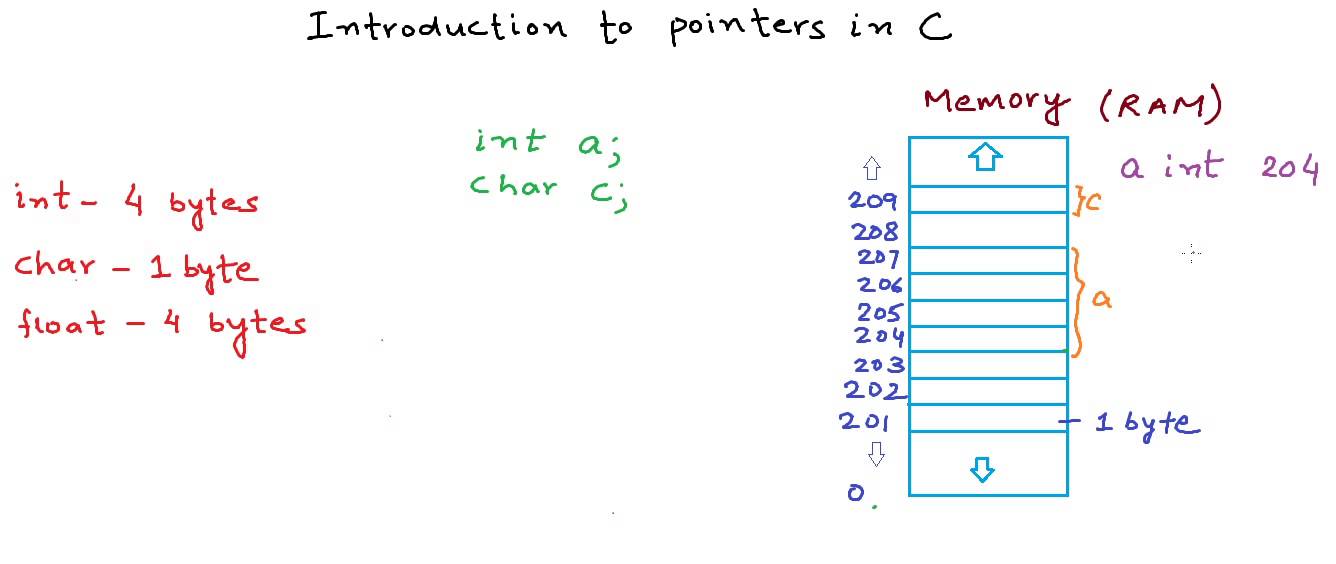 Introduction to pointers in C
int a;
char c;
int - 4 bytes
char - 1 byte
float - 4 bytes
Memory (RAM)
209
208
207
206
205
204
203
202
201
0
c
a
- 1 byte
a int 204